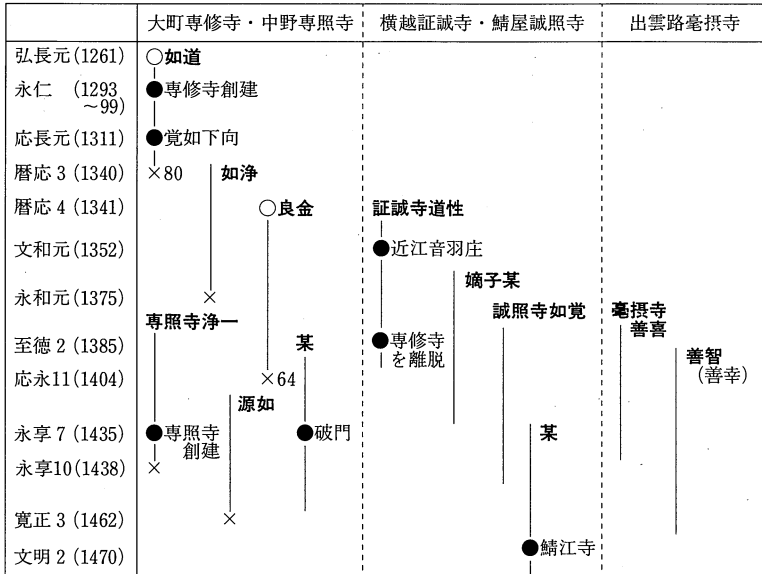 大町専修寺・中野専照寺 横越証誠寺・鯖屋誠照寺 出雲路毫摂寺
弘長元(1261) ○如道
永仁 (1293
～99) ●専修寺創建
応長元(1311) ●覚如下向
暦応3(1340) ×80 如浄
暦応4(1341) ○良金 証誠寺道性
文和元(1352) ●近江音羽庄
嫡子某
永和元(1375) ×
誠照寺如覚 毫摂寺
善喜
専照寺浄一
至徳2(1385) 某 ●専修寺
を離脱
善智
(善幸)
応永11(1404) ×64
源如
永享7(1435) ●専照寺
創建
●破門 某
永享10(1438) ×
寛正3(1462) ×
文明2(1470) ●鯖江寺